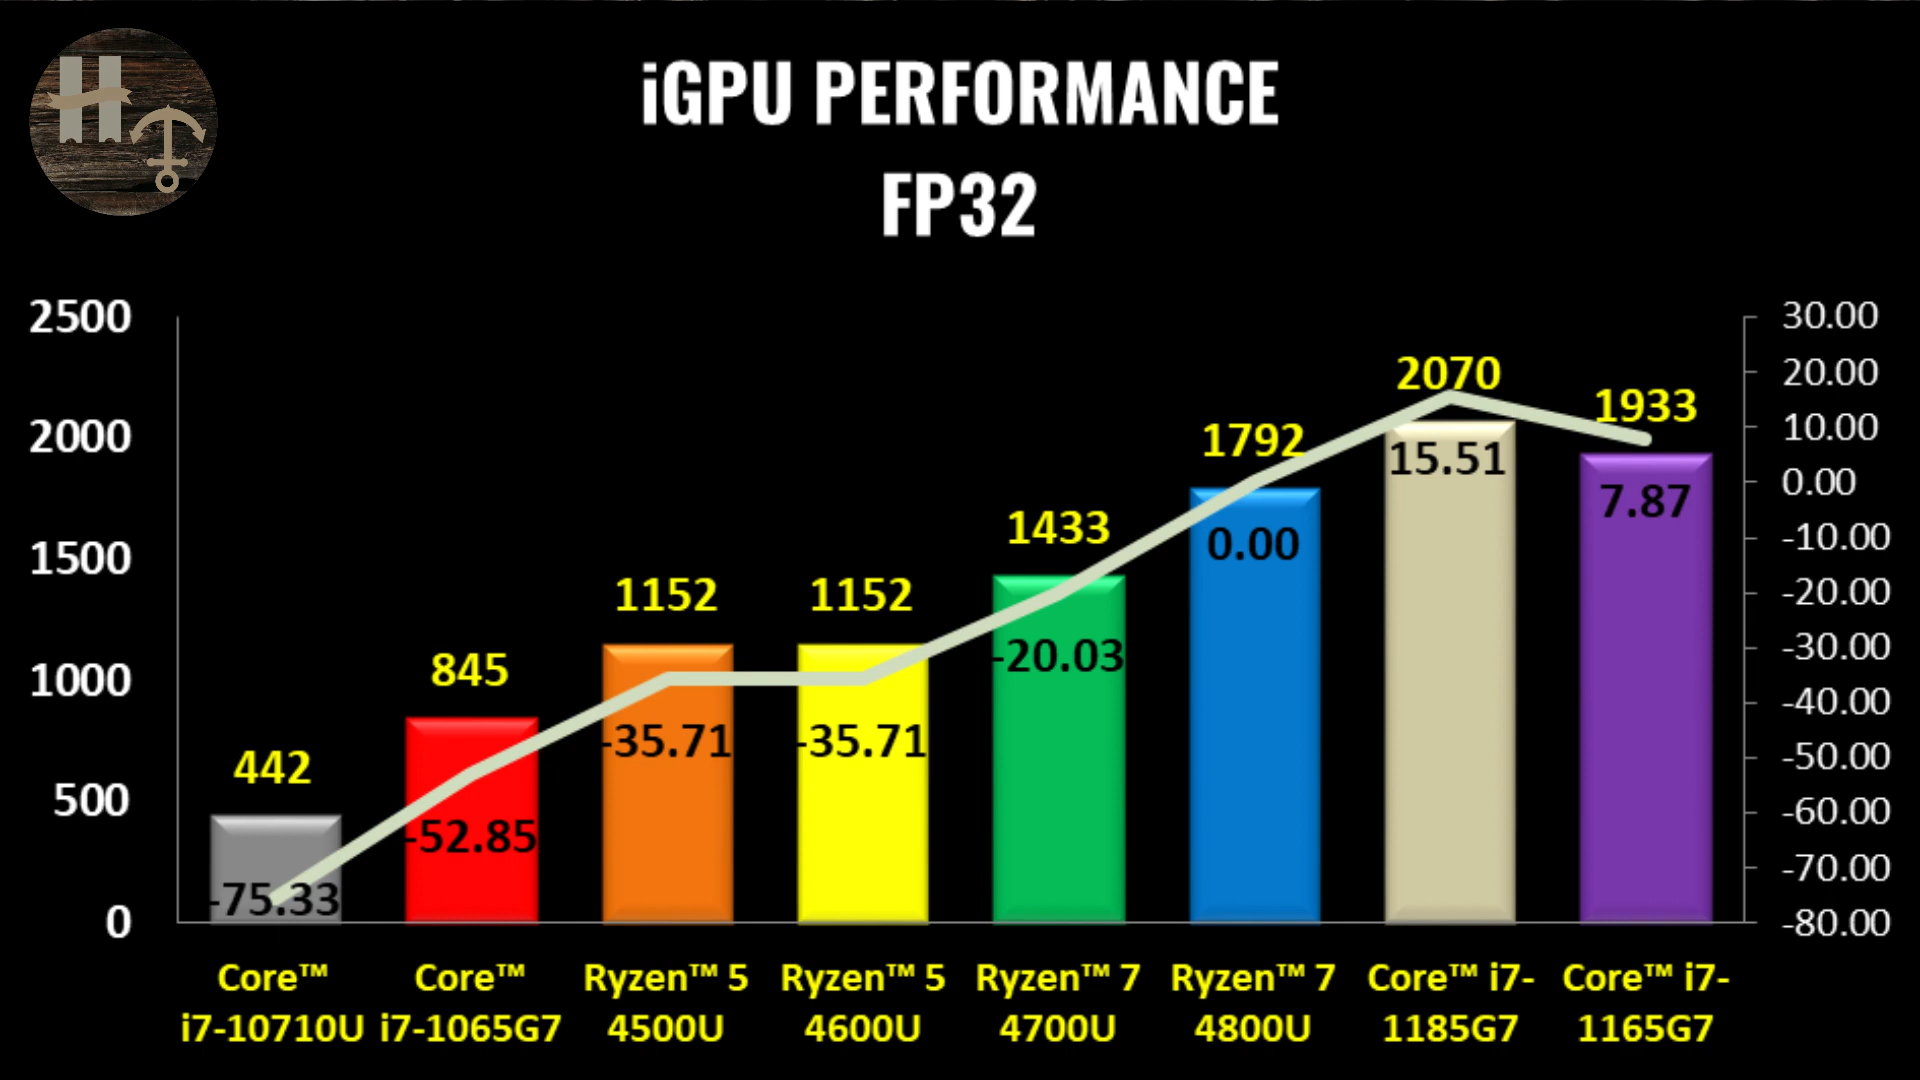 H
iGPU PERFORMANCE
FP32
2500
2000
1500
1000
500
0
30.00
20.00
10.00
0.00
-10.00
-20.00
-30.00
-40.00
-50.00
-60.00
-70.00
-80.00
442
845
1152
1152
1433
1792
2070
1933
-75.33
-52.85
-35.71
-35.71
-20.03
0.00
15.51
7.87
Core™
i7-10710U
Core™
i7-1065G7
Ryzen™ 5
4500U
Ryzen™ 5
4600U
Ryzen™ 7
4700U
Ryzen™ 7
4800U
Core™ i7-
1185G7
Core™ i7-
1165G7